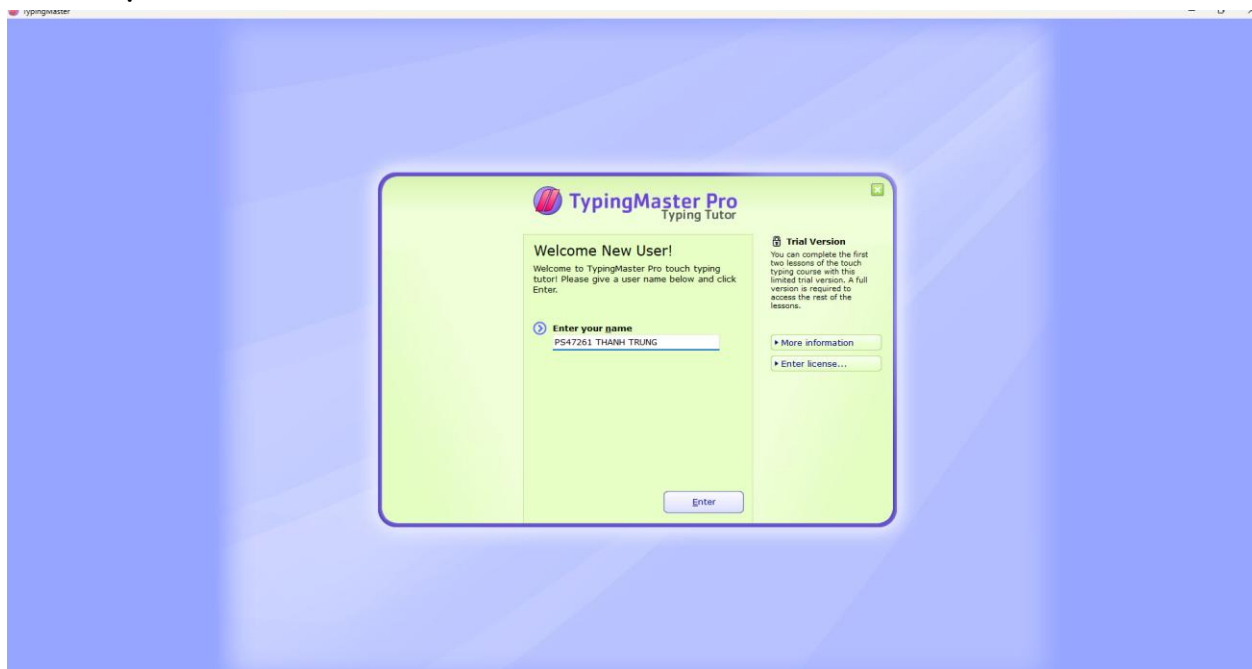 TypingMaster
TypingMaster Pro
Typing Tutor
Welcome New User!
Welcome to TypingMaster Pro touch typing
tutor! Please give a user name below and click
Enter.
Enter your name
PS47261 THANH TRUNG
Enter
Trial Version
You can complete the first
two lessons of the touch
typing course with this
limited trial version. A full
version is required to
access the rest of the
lessons.
More information
Enter license...